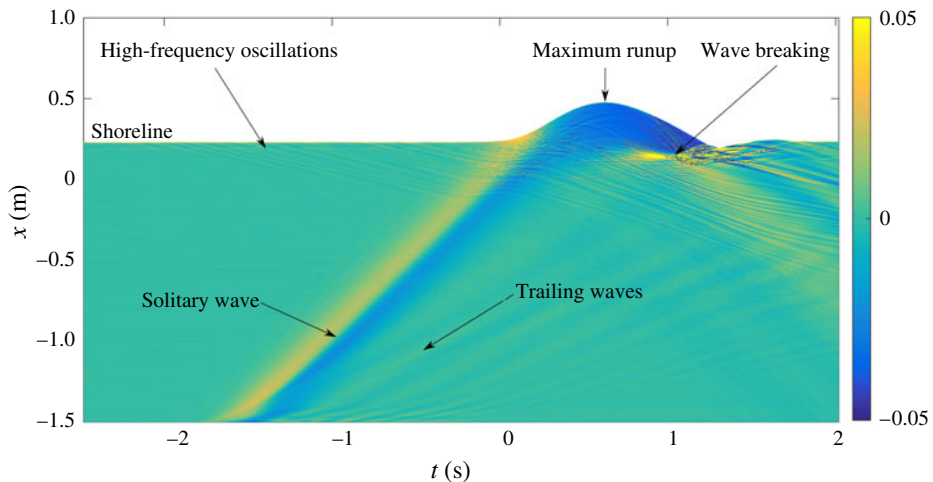 1.0
0.05
High-frequency oscillations
Maximum runup
Wave breaking
0.5
Shoreline
0
0
x (m)
−0.5
Solitary wave
Trailing waves
−1.0
−1.5
−0.05
−2
−1
0
1
2
t (s)